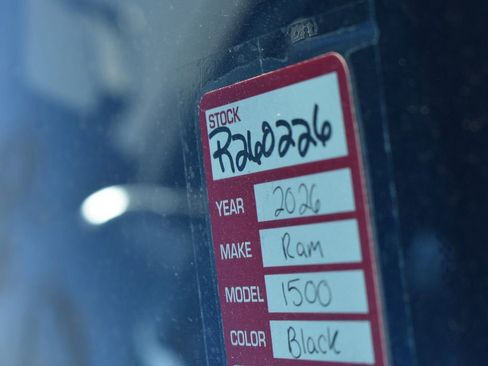 STOCK
R260226
YEAR 2026
MAKE Ram
MODEL 1500
COLOR Black